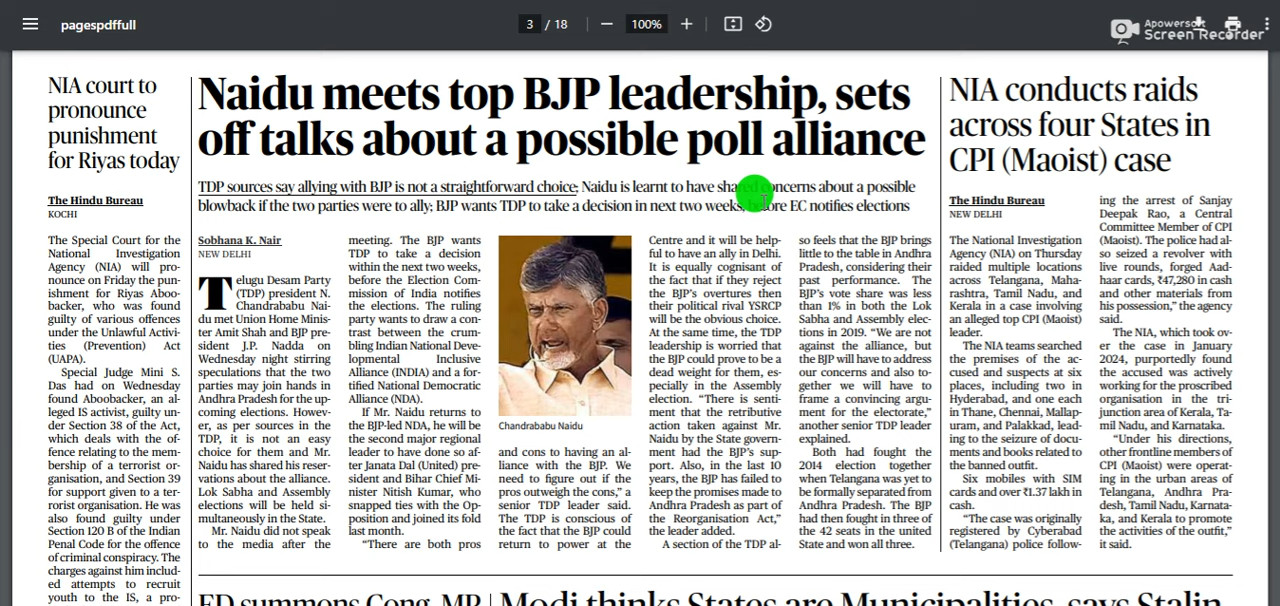 pagespdffull
3 / 18
100%
Apowersoft
Screen Recorder
NIA court to
pronounce
punishment
for Riyas today
The Hindu Bureau
KOCHI
The Special Court for the
National Investigation
Agency (NIA) will pro-
nounce on Friday the pun-
ishment for Riyas Aboo-
backer, who was found
guilty of various offences
under the Unlawful Activi-
ties (Prevention) Act
(UAPA).
Special Judge Mini S.
Das had on Wednesday
found Aboobacker, an al-
leged IS activist, guilty un-
der Section 38 of the Act,
which deals with the of-
fence relating to the mem-
bership of a terrorist or-
ganisation, and Section 39
for support given to a ter-
rorist organisation. He was
also found guilty under
Section 120 B of the Indian
Penal Code for the offence
of criminal conspiracy. The
charges against him includ-
ed attempts to recruit
youth to the IS, a pro-
Naidu meets top BJP leadership, sets
off talks about a possible poll alliance
TDP sources say allying with BJP is not a straightforward choice; Naidu is learnt to have shared concerns about a possible
blowback if the two parties were to ally; BJP wants TDP to take a decision in next two weeks, before EC notifies elections
Sobhana K. Nair
NEW DELHI
Telugu Desam Party
(TDP) president N.
Chandrababu Nai-
du met Union Home Minis-
ter Amit Shah and BJP pre-
sident J.P. Nadda on
Wednesday night stirring
speculations that the two
parties may join hands in
Andhra Pradesh for the up-
coming elections. Howev-
er, as per sources in the
TDP, it is not an easy
choice for them and Mr.
Naidu has shared his reser-
vations about the alliance.
Lok Sabha and Assembly
elections will be held si-
multaneously in the State.
Mr. Naidu did not speak
to the media after the
meeting. The BJP wants
TDP to take a decision
within the next two weeks,
before the Election Com-
mission of India notifies
the elections. The ruling
party wants to draw a con-
trast between the crum-
bling Indian National Deve-
lopmental Inclusive
Alliance (INDIA) and a for-
tified National Democratic
Alliance (NDA).
If Mr. Naidu returns to
the BJP-led NDA, he will be
the second major regional
leader to have done so af-
ter Janata Dal (United) pre-
sident and Bihar Chief Mi-
nister Nitish Kumar, who
snapped ties with the Op-
position and joined its fold
last month.
“There are both pros
Chandrababu Naidu
and cons to having an al-
liance with the BJP. We
need to figure out if the
pros outweigh the cons,” a
senior TDP leader said.
The TDP is conscious of
the fact that the BJP could
return to power at the
Centre and it will be help-
ful to have an ally in Delhi.
It is equally cognisant of
the fact that if they reject
the BJP’s overtures then
their political rival YSRCP
will be the obvious choice.
At the same time, the TDP
leadership is worried that
the BJP could prove to be a
dead weight for them, es-
pecially in the Assembly
election. “There is senti-
ment that the retributive
action taken against Mr.
Naidu by the State govern-
ment had the BJP’s sup-
port. Also, in the last 10
years, the BJP has failed to
keep the promises made to
Andhra Pradesh as part of
the Reorganisation Act,”
the leader added.
A section of the TDP al-
so feels that the BJP brings
little to the table in Andhra
Pradesh, considering their
past performance. The
BJP’s vote share was less
than 1% in both the Lok
Sabha and Assembly elec-
tions in 2019. “We are not
against the alliance, but
the BJP will have to address
our concerns and also to-
gether we will have to
frame a convincing argu-
ment for the electorate,”
another senior TDP leader
explained.
Both had fought the
2014 election together
when Telangana was yet to
be formally separated from
Andhra Pradesh. The BJP
had then fought in three of
the 42 seats in the united
State and won all three.
NIA conducts raids
across four States in
CPI (Maoist) case
The Hindu Bureau
NEW DELHI
The National Investigation
Agency (NIA) on Thursday
raided multiple locations
across Telangana, Maha-
rashtra, Tamil Nadu, and
Kerala in a case involving
an alleged top CPI (Maoist)
leader.
The NIA teams searched
the premises of the ac-
cused and suspects at six
places, including two in
Hyderabad, and one each
in Thane, Chennai, Mallap-
uram, and Palakkad, lead-
ing to the seizure of docu-
ments and books related to
the banned outfit.
Six mobiles with SIM
cards and over ₹1.37 lakh in
cash.
“The case was originally
registered by Cyberabad
(Telangana) police follow-
ing the arrest of Sanjay
Deepak Rao, a Central
Committee Member of CPI
(Maoist). The police had al-
so seized a revolver with
live rounds, forged Aad-
haar cards, ₹47,280 in cash
and other materials from
his possession,” the agency
said.
The NIA, which took ov-
er the case in January
2024, purportedly found
the accused was actively
working for the proscribed
organisation in the tri-
junction area of Kerala, Ta-
mil Nadu, and Karnataka.
“Under his directions,
other frontline members of
CPI (Maoist) were operat-
ing in the urban areas of
Telangana, Andhra Pra-
desh, Tamil Nadu, Karnata-
ka, and Kerala to promote
the activities of the outfit,”
it said.
ED summons Cong. MP
Modi thinks States are Municipalities, says Stalin